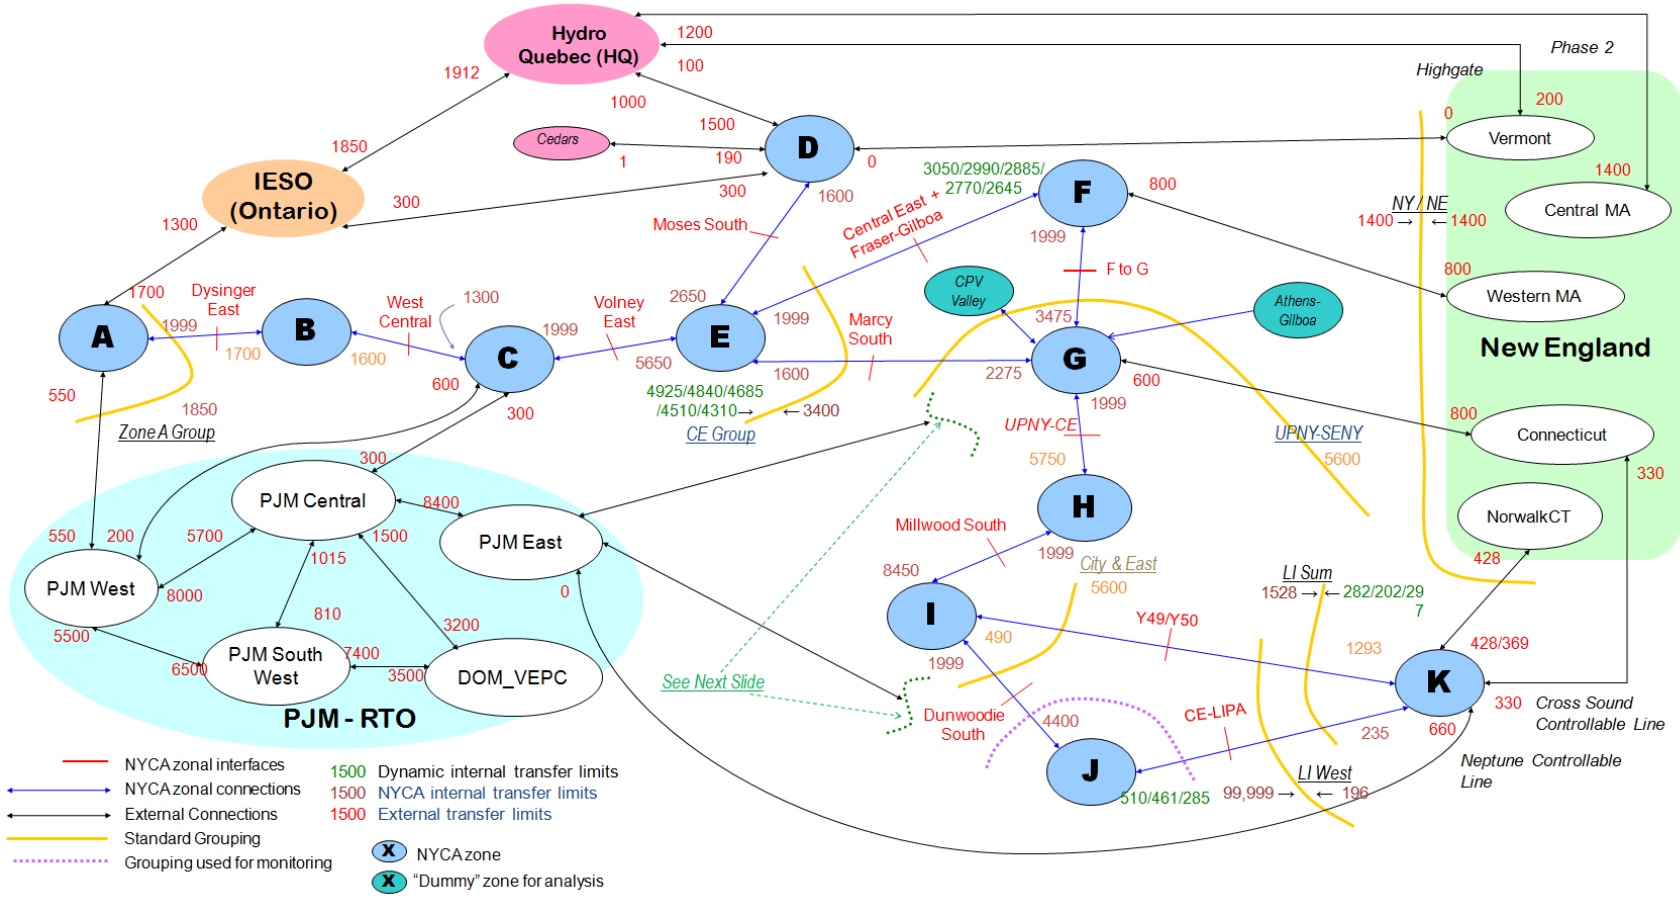 Hydro
Quebec (HQ)
1200
100
1912
1000
1500
Phase 2
Highgate
200
0
Vermont
1400
Central MA
NY / NE
1400→ ←1400
800
Western MA
New England
800
Connecticut
330
NorwalkCT
428
Cedars
1
190
300
D
0
1600
1850
IESO
(Ontario)
300
1300
Moses South
3050/2990/2885/
2770/2645
Central East +
Fraser-Gilboa
F
800
1999
F to G
CPV
Valley
Athens-
Gilboa
3475
1700
Dysinger
East
A
1999
1700
B
West
Central
1600
1300
C
1999
Volney
East
2650
E
1999
5650
Marcy
South
1600
G
2275
600
1999
550
1850
Zone A Group
600
300
4925/4840/4685
/4510/4310→ ←3400
CE Group
UPNY-CE
5750
UPNY-SENY
5600
300
PJM Central
8400
PJM East
550
200
5700
1500
1015
0
PJM West
8000
810
3200
5500
6500
PJM South
West
7400
3500
DOM_VEPC
PJM - RTO
H
Millwood South
1999
8450
City & East
5600
I
490
1999
Y49/Y50
LI Sum
1528 → ←282/202/29
7
1293
428/369
K
330
660
Cross Sound
Controllable Line
Neptune Controllable
Line
See Next Slide
Dunwoodie
South
4400
J
510/461/285
CE-LIPA
235
LI West
99,999 → ← 196
NYCA zonal interfaces
NYCA zonal connections
External Connections
Standard Grouping
Grouping used for monitoring
1500 Dynamic internal transfer limits
1500 NYCA internal transfer limits
1500 External transfer limits
X NYCA zone
X “Dummy” zone for analysis